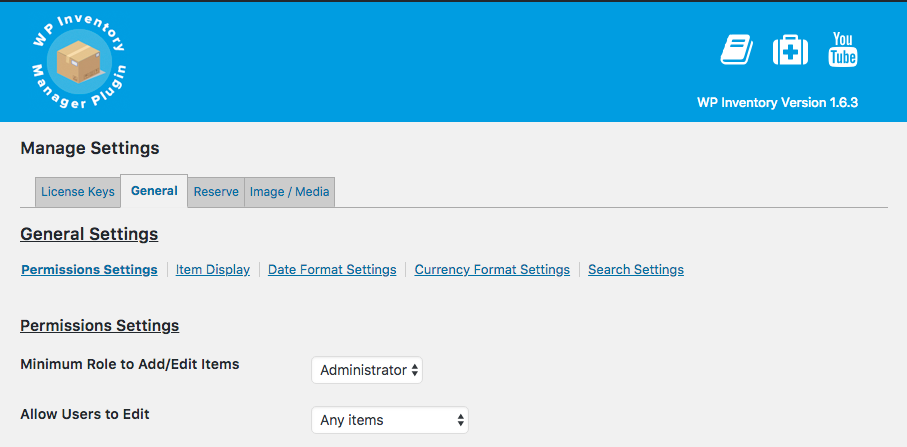 WP Inventory
Manager Plugin
You
Tube
WP Inventory Version 1.6.3
Manage Settings
License Keys General Reserve Image / Media
General Settings
Permissions Settings Item Display Date Format Settings Currency Format Settings Search Settings
Permissions Settings
Minimum Role to Add/Edit Items Administrator
Allow Users to Edit Any items